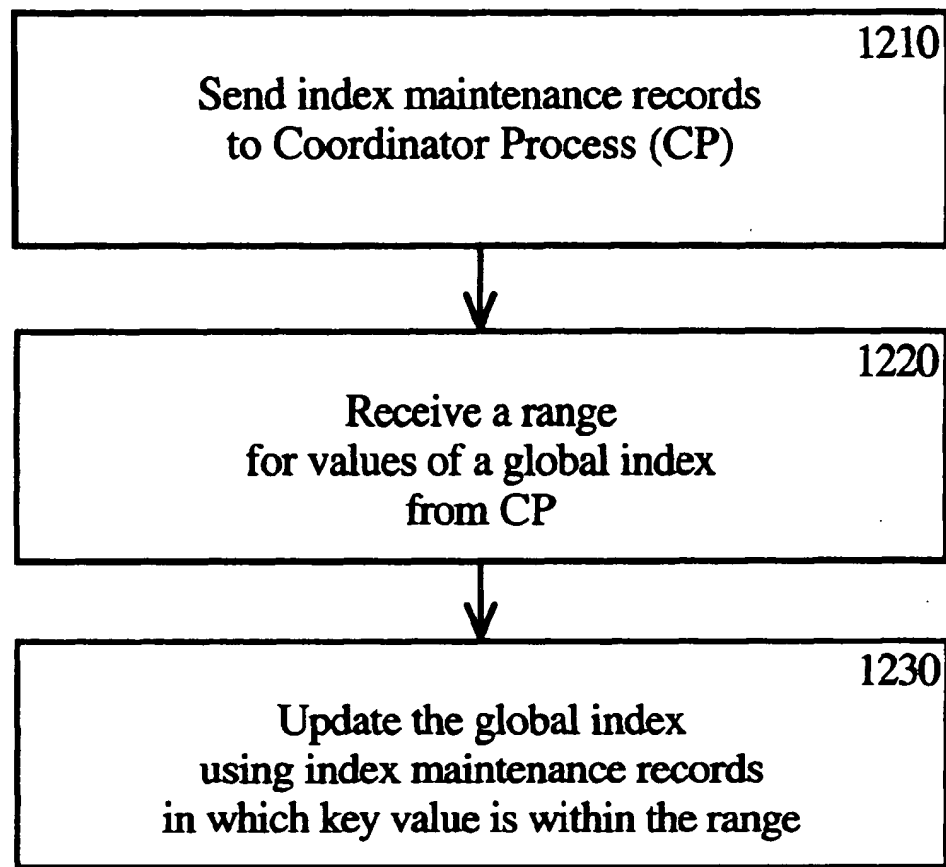 1210
Send index maintenance records
to Coordinator Process (CP)
1220
Receive a range
for values of a global index
from CP
1230
Update the global index
using index maintenance records
in which key value is within the range